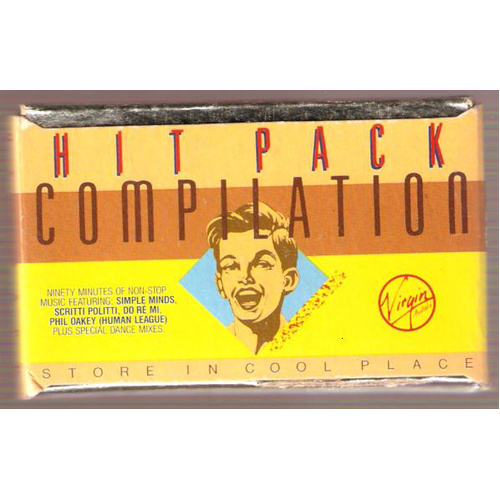 HIT PACK
COMPILATION
NINETY MINUTES OF NON-STOP
MUSIC FEATURING; SIMPLE MINDS,
SCRITTI POLITTI, DO RÉ MI,
PHIL OAKEY (HUMAN LEAGUE)
PLUS SPECIAL DANCE MIXES.
Virgin
STORE IN COOL PLACE